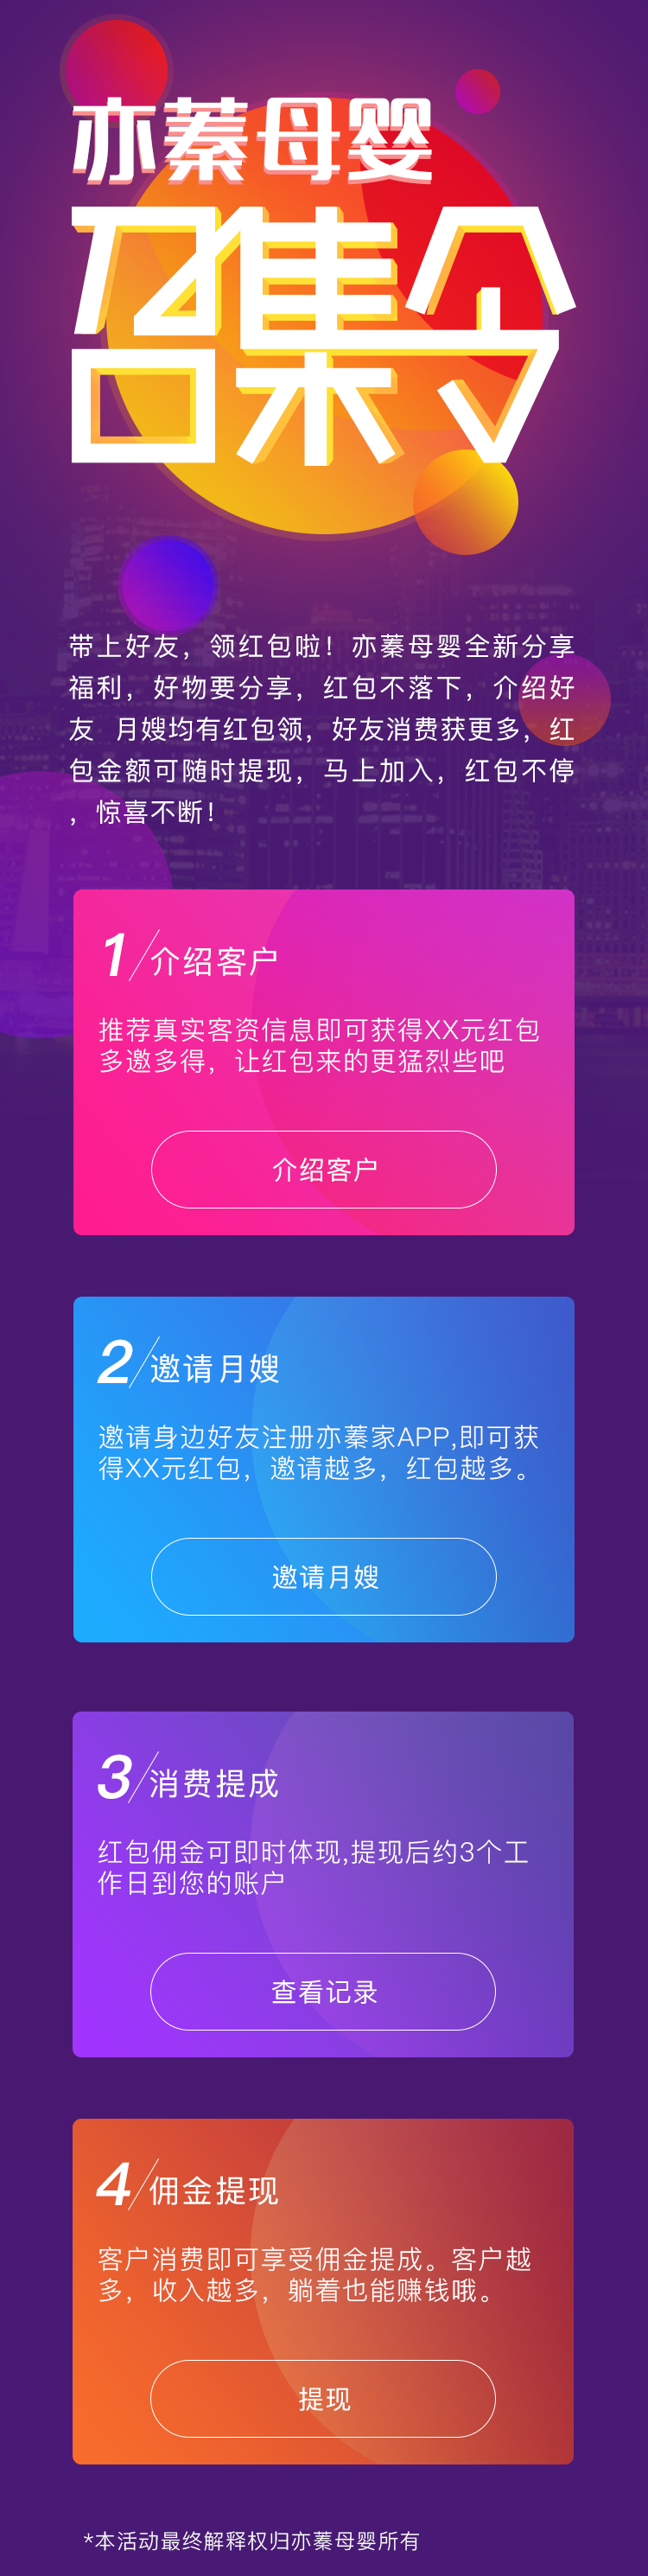 亦蓁母婴
召集令
带上好友，领红包啦！亦蓁母婴全新分享
福利，好物要分享，红包不落下，介绍好
友 月嫂均有红包领，好友消费获更多，红
包金额可随时提现，马上加入，红包不停
，惊喜不断！
1/介绍客户
推荐真实客资信息即可获得XX元红包
多邀多得，让红包来的更猛烈些吧
介绍客户
2/邀请月嫂
邀请身边好友注册亦蓁家APP,即可获
得XX元红包，邀请越多，红包越多。
邀请月嫂
3/消费提成
红包佣金可即时体现,提现后约3个工
作日到您的账户
查看记录
4/佣金提现
客户消费即可享受佣金提成。客户越
多，收入越多，躺着也能赚钱哦。
提现
*本活动最终解释权归亦蓁母婴所有